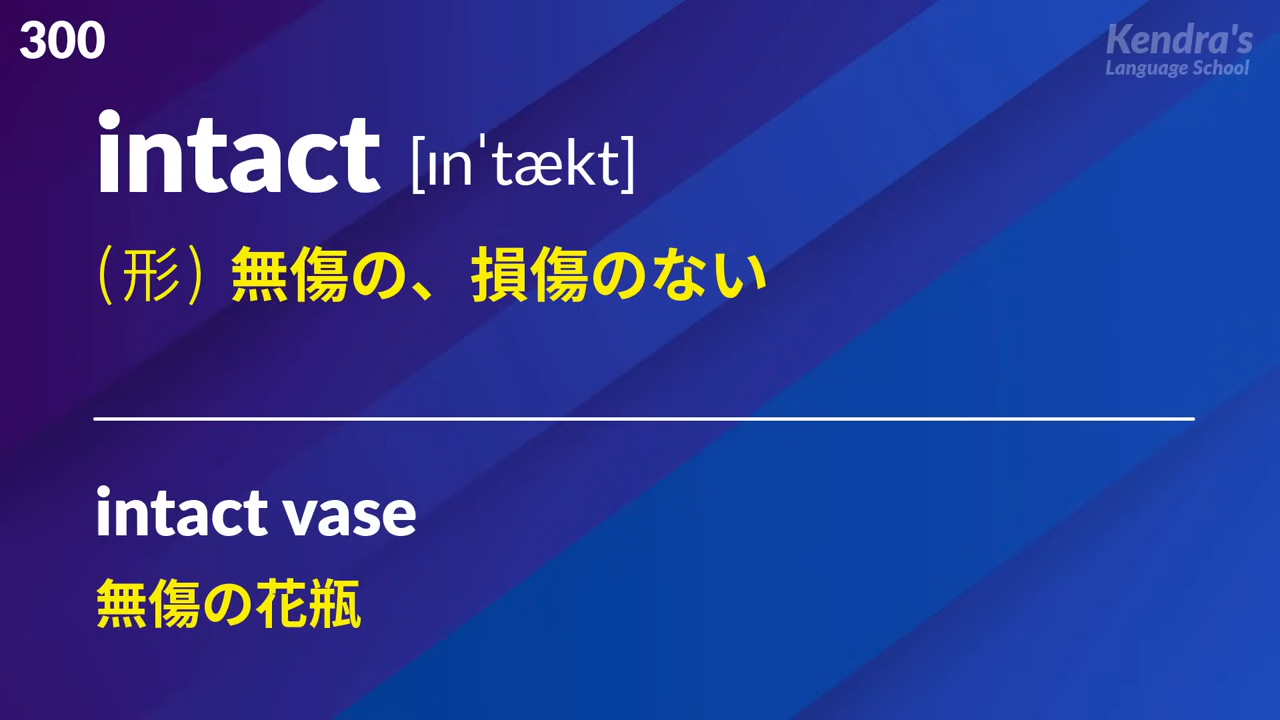 300
Kendra's
Language School
intact [ɪnˈtækt]
(形) 無傷の、損傷のない
intact vase
無傷の花瓶